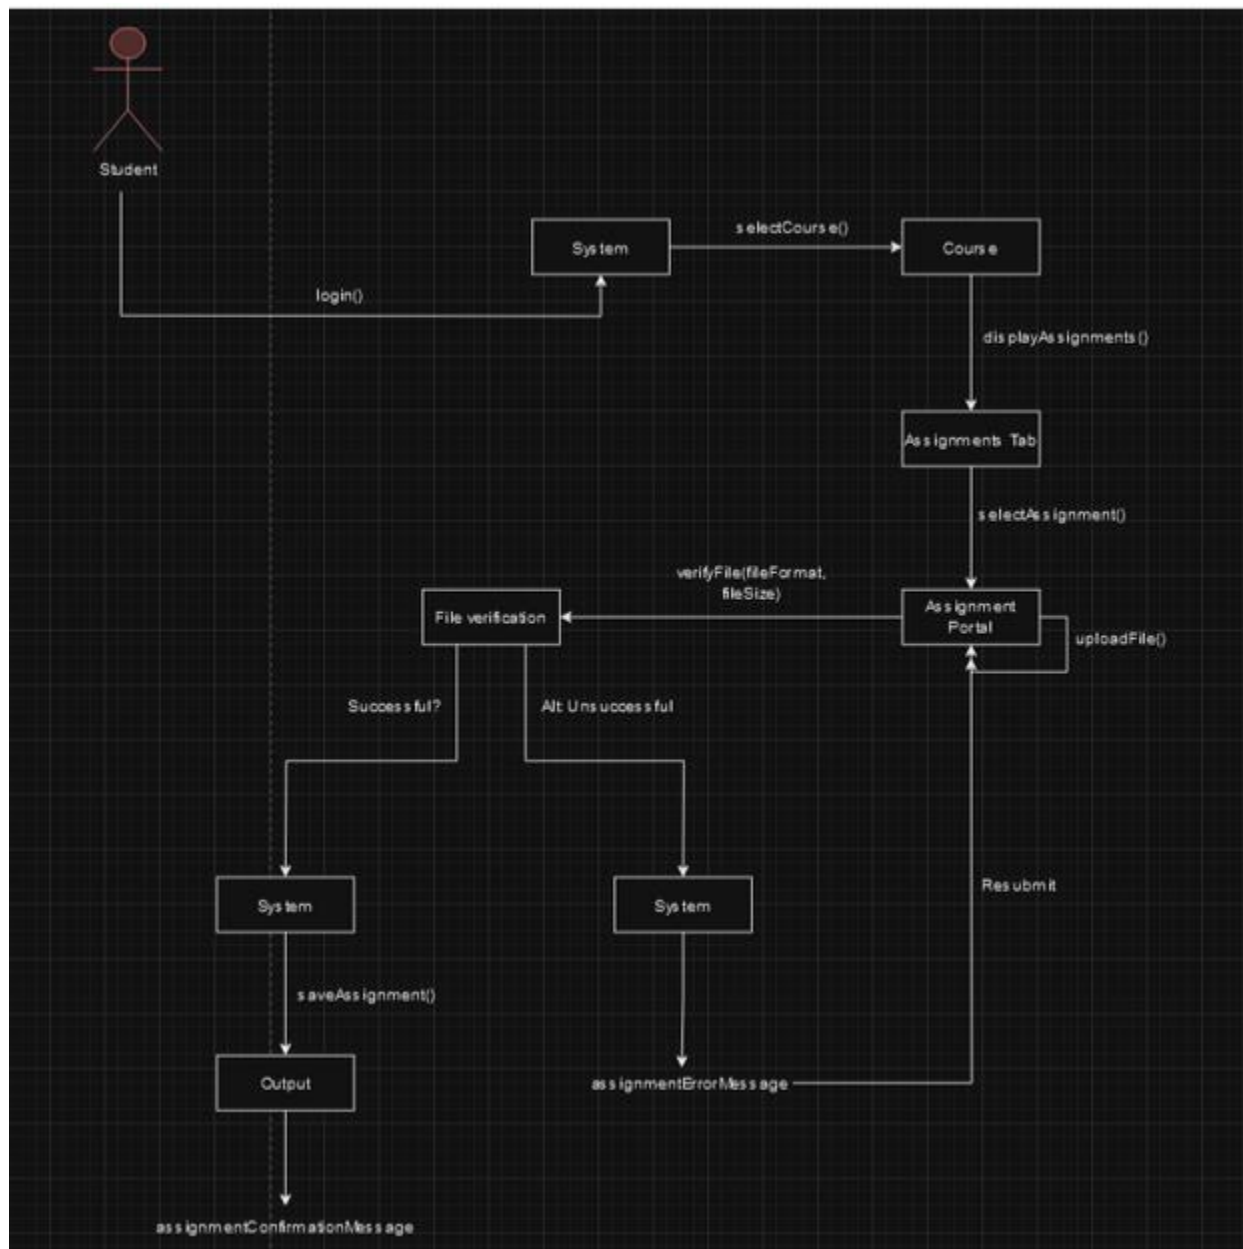 Student
System
selectCourse()
Course
login()
displayAssignments()
Assignments Tab
selectAssignment()
verifyFile(fileFormat,
fileSize)
File verification
Assignment
Portal
uploadFile()
Successful?
Alt: Unsuccessful
System
System
Resubmit
saveAssignment()
Output
assignmentErrorMessage
assignmentConfirmationMessage